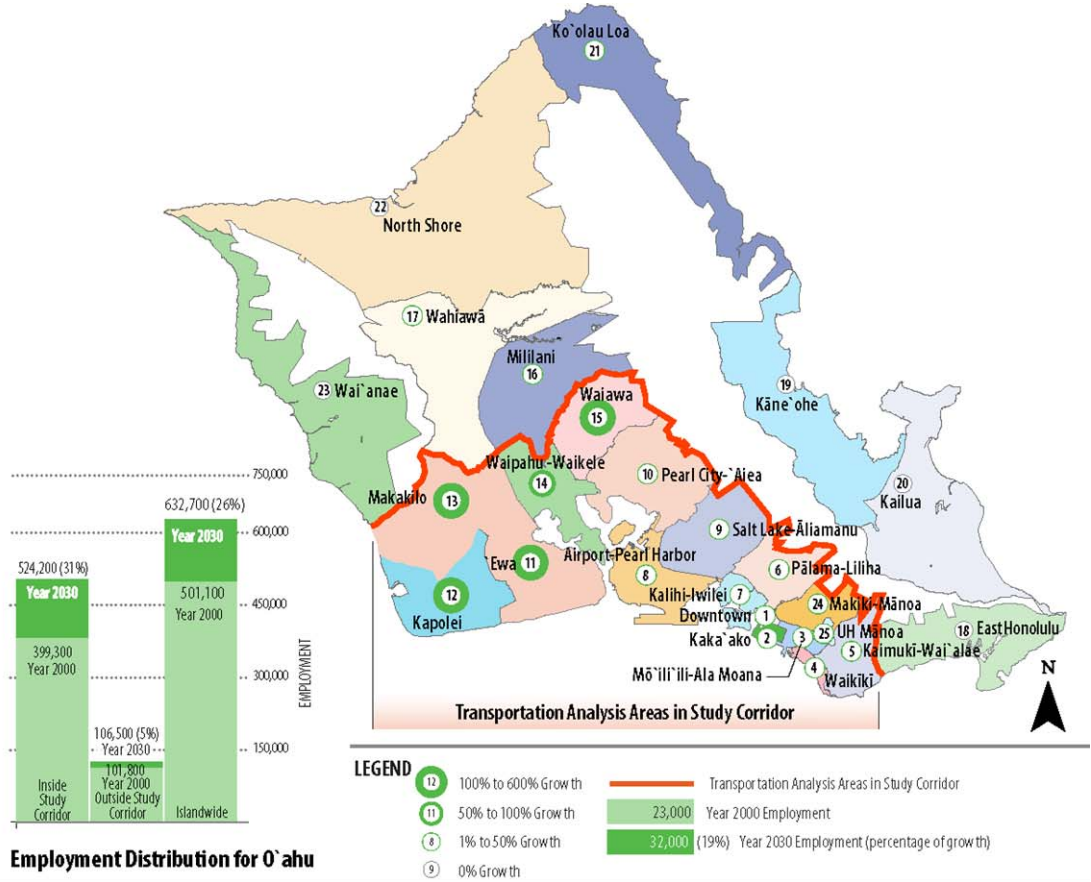 Ko`olau Loa
21
22
North Shore
17 Wahiawā
Mililani
16
23 Wai`anae
19
Kāne`ohe
Waiawa
15
Waipahu-Waikele
14
10 Pearl City-`Aiea
20
Kailua
Makakilo
13
9 Salt Lake-Āliamanu
`Ewa 11
Airport-Pearl Harbor
8
6 Pālama-Liliha
Kalihi-Iwilei 7
12
Kapolei
24 Makiki-Mānoa
Downtown 1
Kaka`ako 2
3
25 UH Mānoa
5 Kaimukī-Wai`alae
18 East Honolulu
Mō`ili`ili-Ala Moana
4
Waikīkī
N
Transportation Analysis Areas in Study Corridor
750,000
632,700 (26%)
600,000
Year 2030
524,200 (31%)
Year 2030
501,100
Year 2000
450,000
399,300
Year 2000
300,000
EMPLOYMENT
106,500 (5%)
Year 2030
150,000
101,800
Year 2000
Inside
Study
Corridor
Outside Study
Corridor
Islandwide
Employment Distribution for O`ahu
LEGEND
12 100% to 600% Growth
11 50% to 100% Growth
8 1% to 50% Growth
9 0% Growth
Transportation Analysis Areas in Study Corridor
23,000 Year 2000 Employment
32,000 (19%) Year 2030 Employment (percentage of growth)